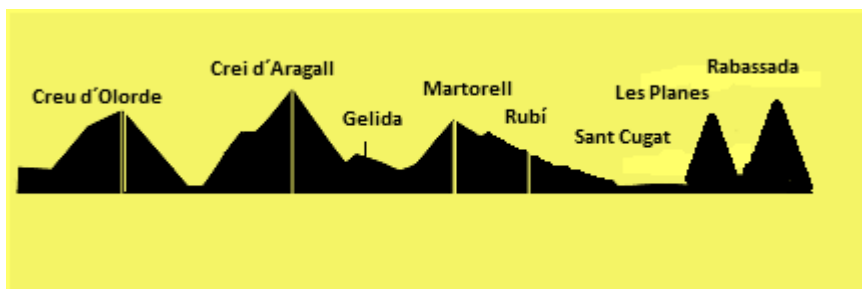 Creu d´Olorde
Crei d´Aragall
Gelida
Martorell
Rubí
Sant Cugat
Les Planes
Rabassada